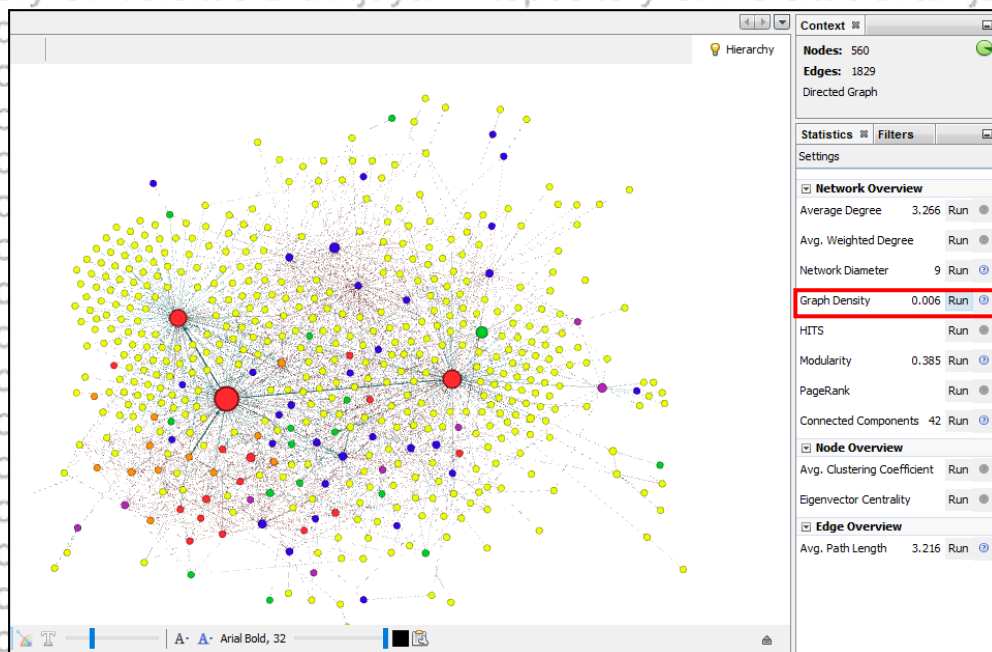 Hierarchy
Context
Nodes: 560
Edges: 1829
Directed Graph
Statistics Filters
Settings
Network Overview
Average Degree 3.266 Run
Avg. Weighted Degree Run
Network Diameter 9 Run
Graph Density 0.006 Run
HITS Run
Modularity 0.385 Run
PageRank Run
Connected Components 42 Run
Node Overview
Avg. Clustering Coefficient Run
Eigenvector Centrality Run
Edge Overview
Avg. Path Length 3.216 Run
T A- A- Arial Bold, 32